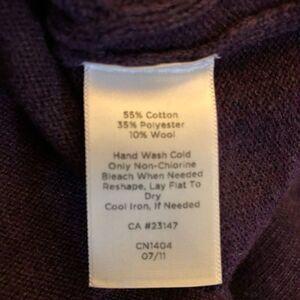 55% Cotton
35% Polyester
10% Wool
Hand Wash Cold
Only Non-Chlorine
Bleach When Needed
Reshape, Lay Flat To
Dry
Cool Iron, If Needed
CA #23147
CN1404
07/11